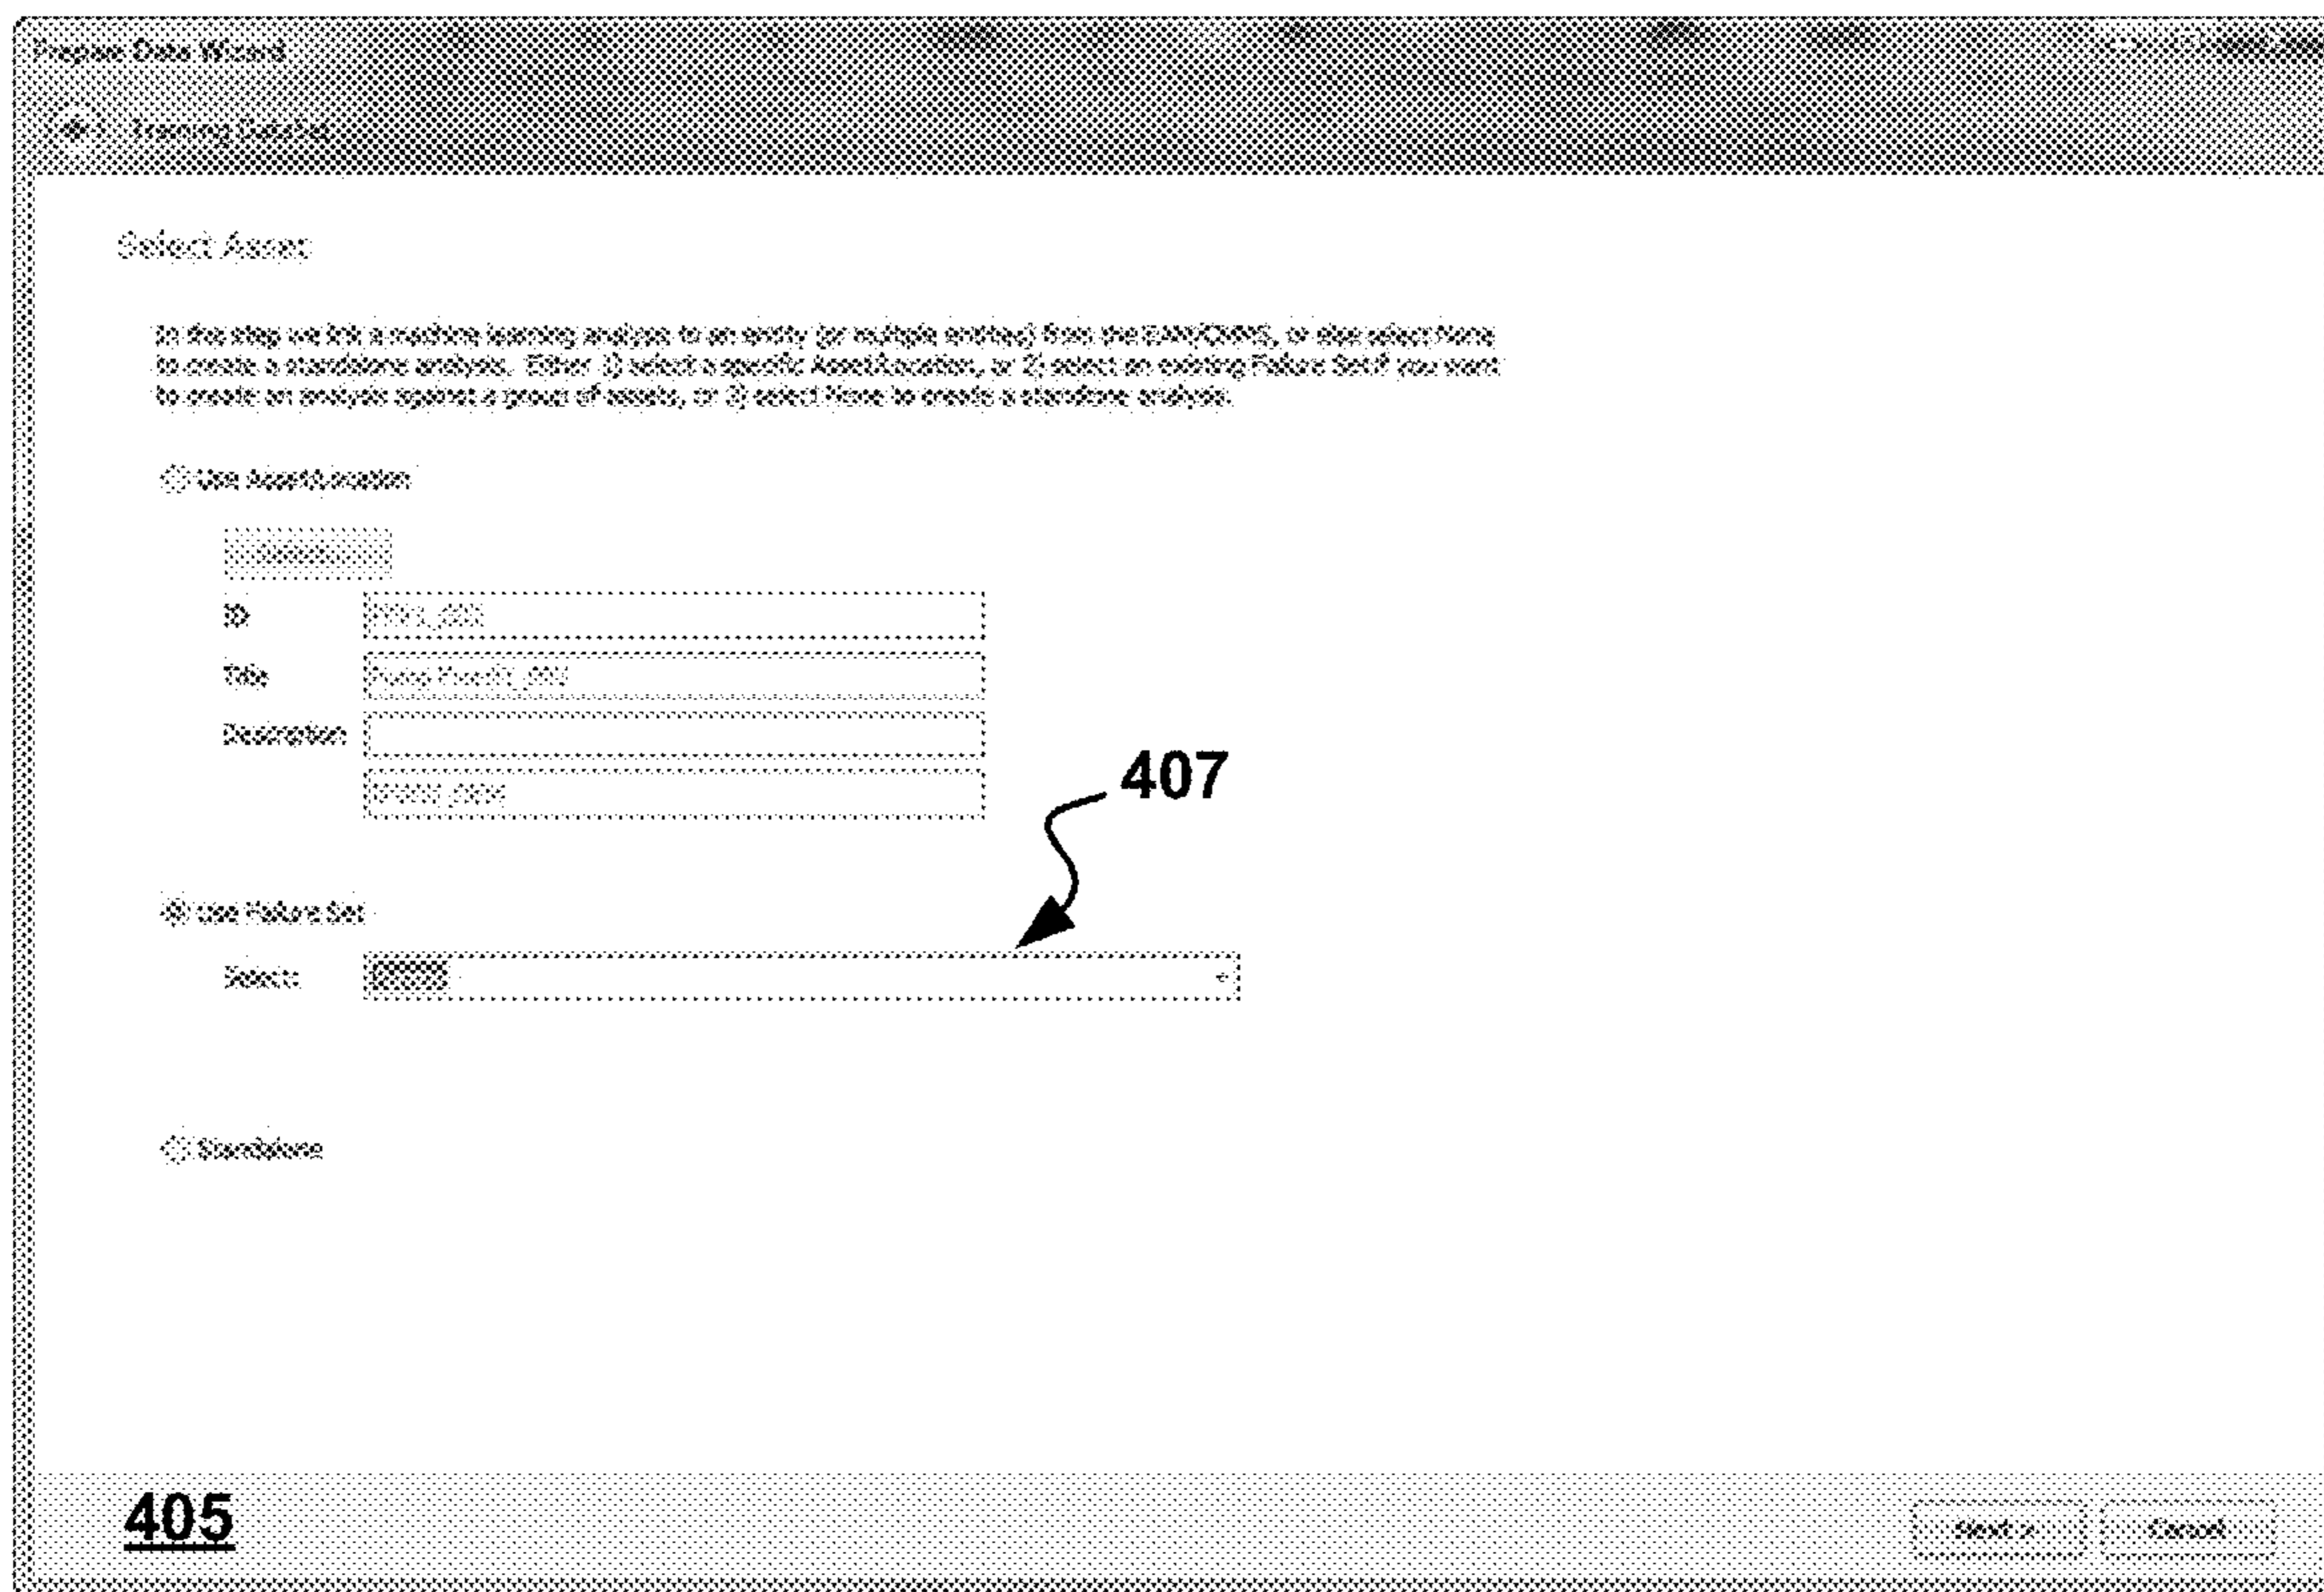 Prepare Data Wizard
Training DataSet
Select Asset
In this step we link a machine learning analysis to an entity (or multiple entities) from the EAM/CMMS, or else select None
to create a standalone analysis. Either 1) select a specific Asset/Location, or 2) select an existing Failure Set if you want
to create an analysis against a group of assets, or 3) select None to create a standalone analysis.
Use Asset/Location
ID
Title
Description
407
Use Failure Set
Select:
Standalone
405
Next >
Cancel